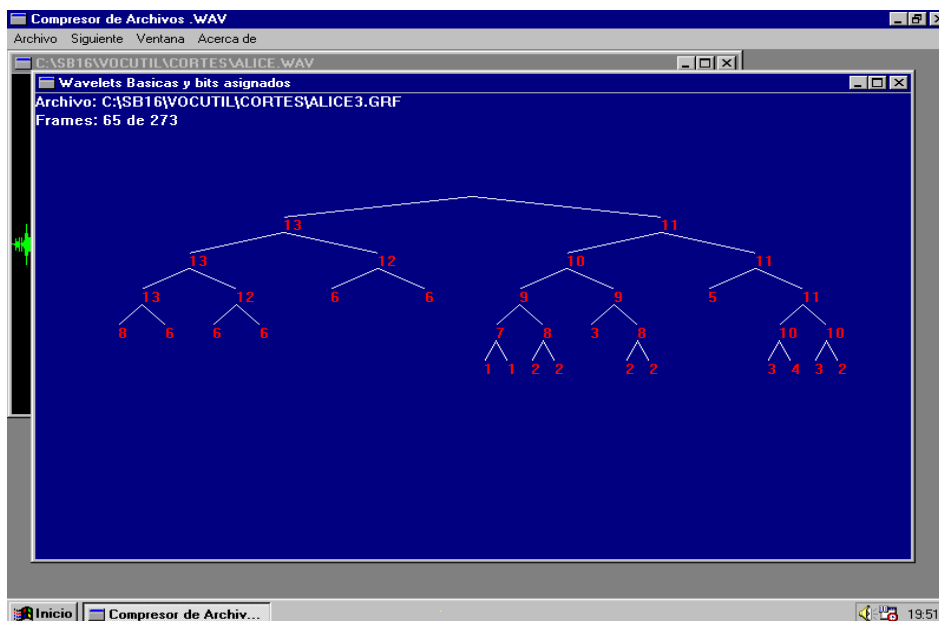 Compresor de Archivos .WAV
Archivo Siguiente Ventana Acerca de
C:\SB16\VOCUTIL\CORTES\ALICE.WAV
Wavelets Basicas y bits asignados
Archivo: C:\SB16\VOCUTIL\CORTES\ALICE3.GRF
Frames: 65 de 273
13 11
13 12 10 11
13 12 6 6 9 9 5 11
8 6 6 6 7 8 3 8 10 10
1 1 2 2 2 2 3 4 3 2
Inicio Compresor de Archiv... 19:51